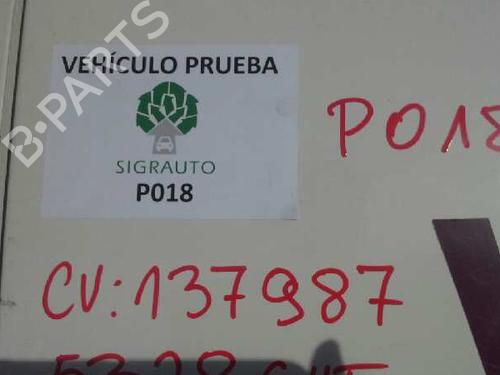 VEHÍCULO PRUEBA
SIGRAUTO
P018
P018
CV: 137987
B-PARTS